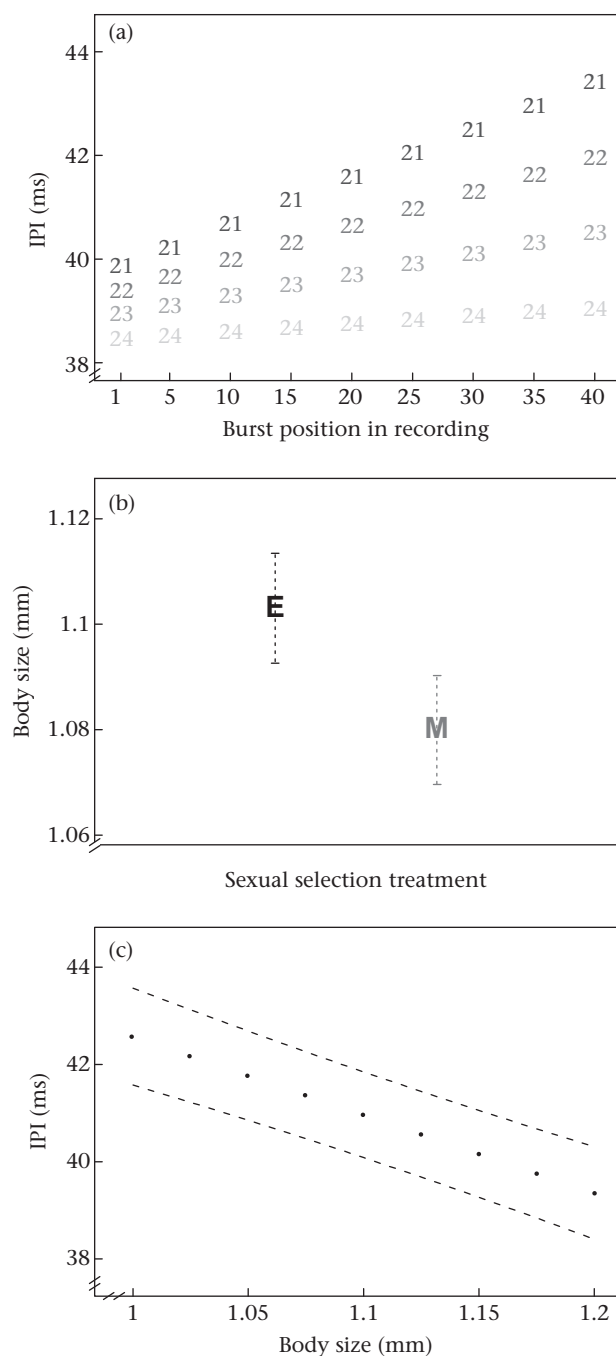 (a)
44
42
40
38
IPI (ms)
21 21 21 21 21 21 21 21 21
22 22 22 22 22 22 22 22 22
23 23 23 23 23 23 23 23 23
24 24 24 24 24 24 24 24 24
1 5 10 15 20 25 30 35 40
Burst position in recording
(b)
1.12
1.1
1.08
1.06
Body size (mm)
E
M
Sexual selection treatment
(c)
44
42
40
38
IPI (ms)
1 1.05 1.1 1.15 1.2
Body size (mm)